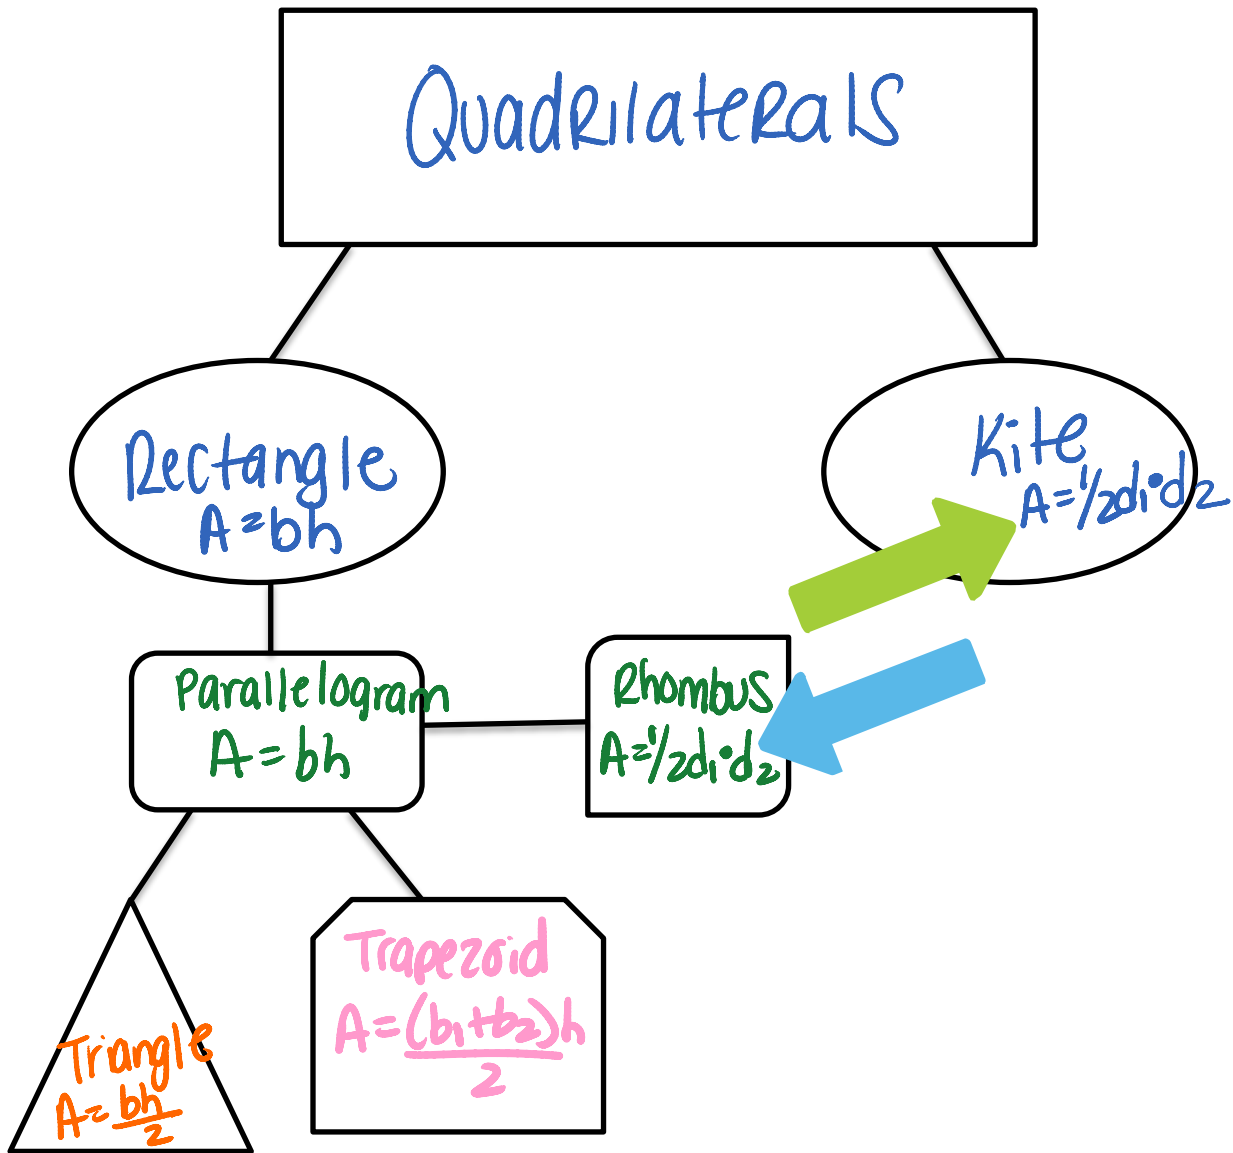 Quadrilaterals
Rectangle
A=bh
Kite
A=1/2d₁•d₂
Parallelogram
A=bh
Rhombus
A=1/2d₁•d₂
Triangle
A=bh/2
Trapezoid
A=(b₁+b₂)h/2